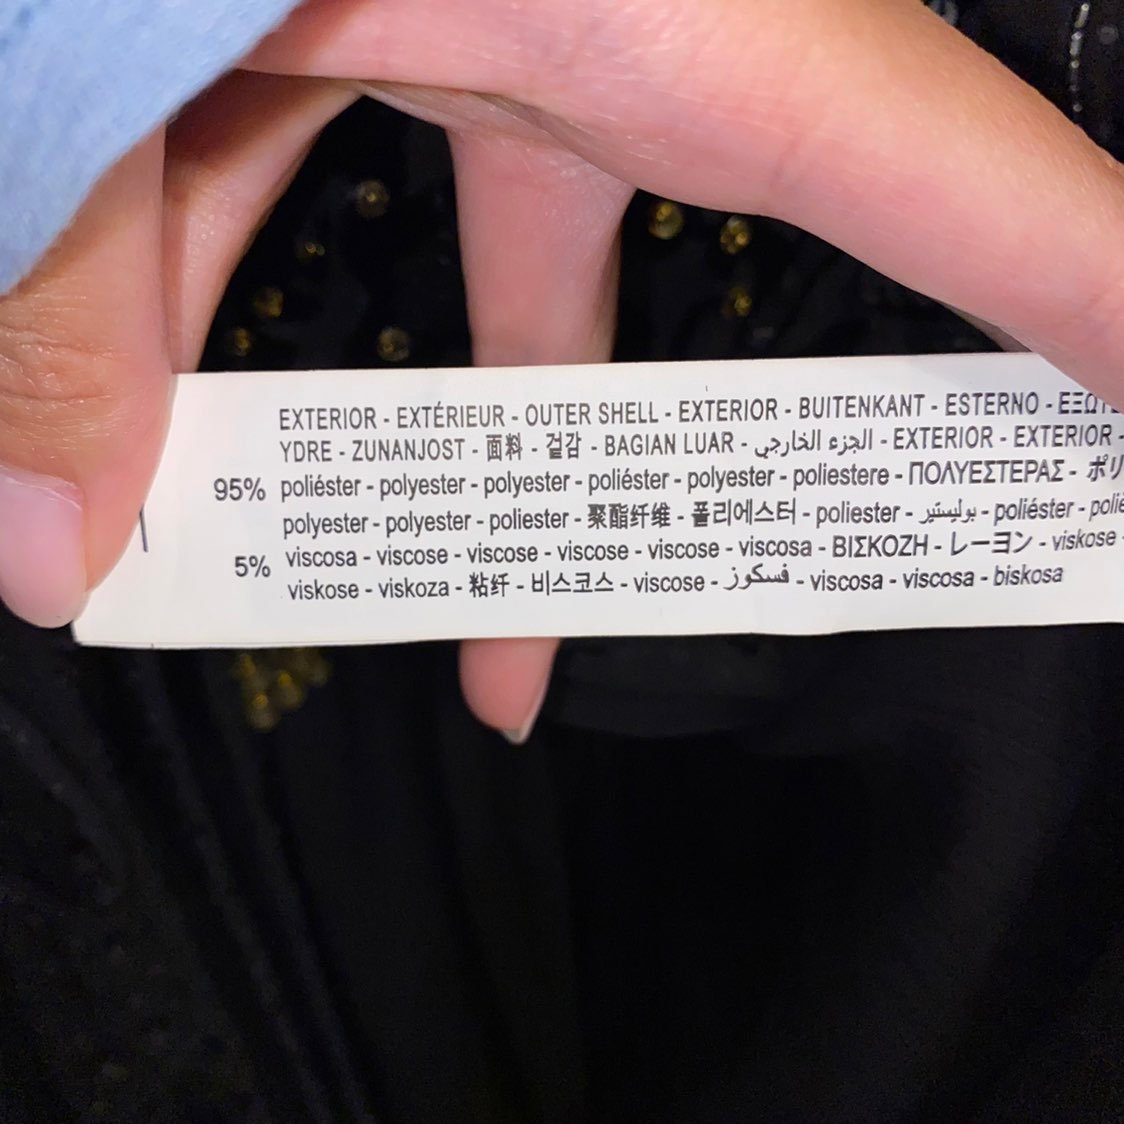 EXTERIOR - EXTÉRIEUR - OUTER SHELL - EXTERIOR - BUITENKANT - ESTERNO -
YDRE - ZUNANJOST - 面料 - 겉감 - BAGIAN LUAR - الجزء الخارجي - EXTERIOR - EXTERIOR -
95% poliéster - polyester - polyester - poliéster - polyester - poliestere - ΠΟΛΥΕΣΤΕΡΑΣ -
polyester - polyester - poliester - 聚酯纤维 - 폴리에스터 - poliester - بوليستير - poliéster -
5% viscosa - viscose - viscose - viscose - viscose - viscosa - ΒΙΣΚΟΖΗ - レーヨン - viskose -
viskose - viskoza - 粘纤 - 비스코스 - viscose - فسكوز - viscosa - viscosa - biskosa